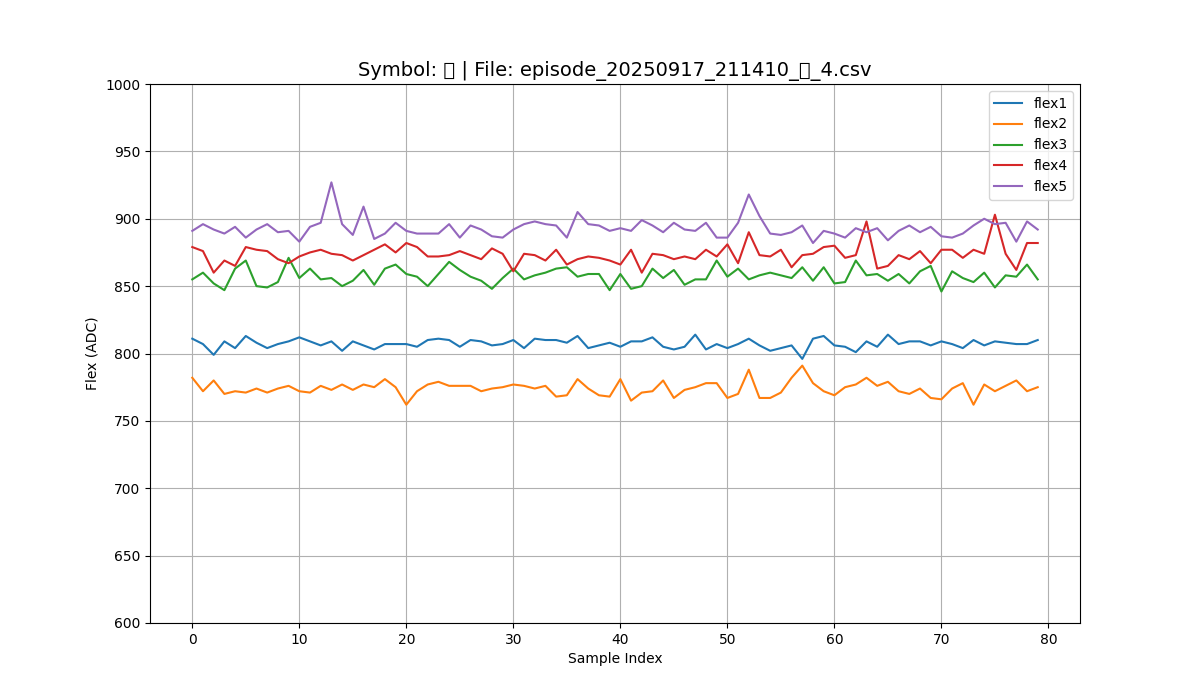 Symbol: | File: episode_20250917_211410_ _4.csv
1000
950
900
850
800
750
700
650
600
Flex (ADC)
flex1
flex2
flex3
flex4
flex5
0 10 20 30 40 50 60 70 80
Sample Index